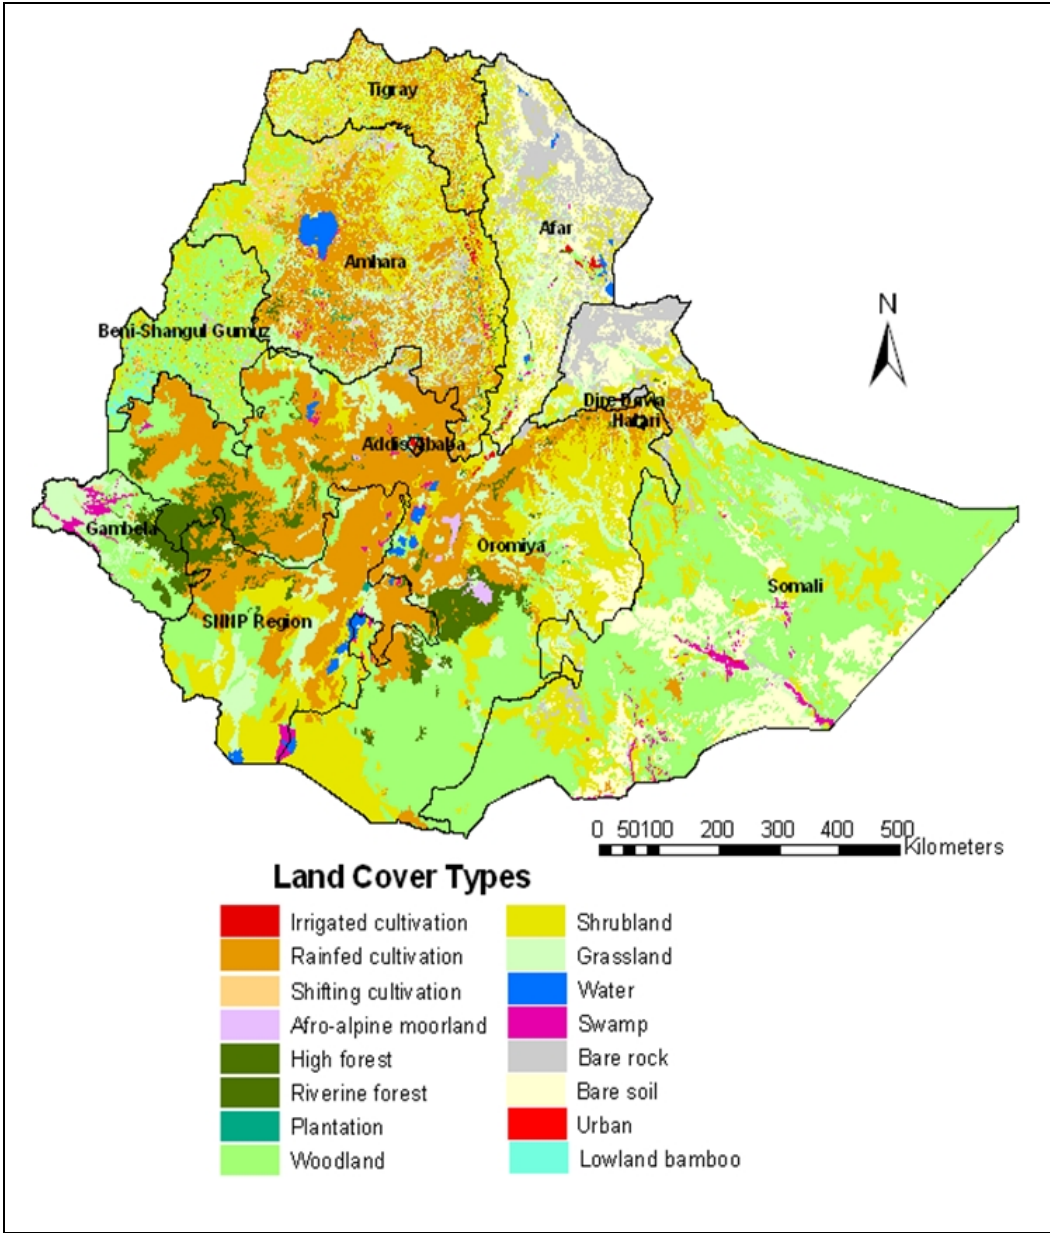 Tigray
Afar
N
Amhara
Beni-Shangul Gumuz
Dire Dawa
Harari
Addis Ababa
Gambela
Oromiya
Somali
SNNP Region
0 50 100 200 300 400 500
Kilometers
Land Cover Types
Irrigated cultivation
Rainfed cultivation
Shifting cultivation
Afro-alpine moorland
High forest
Riverine forest
Plantation
Woodland
Shrubland
Grassland
Water
Swamp
Bare rock
Bare soil
Urban
Lowland bamboo